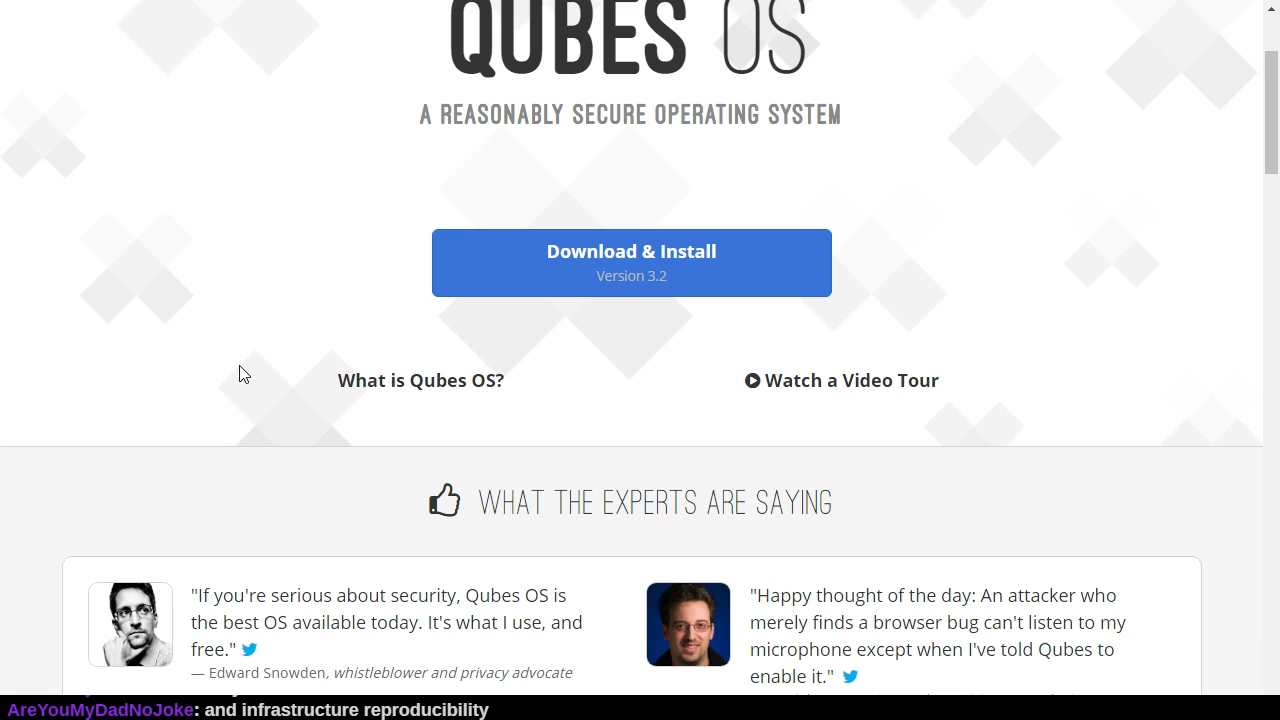 QUBES OS
A REASONABLY SECURE OPERATING SYSTEM
Download & Install
Version 3.2
What is Qubes OS?
Watch a Video Tour
WHAT THE EXPERTS ARE SAYING
"If you're serious about security, Qubes OS is
the best OS available today. It's what I use, and
free."
— Edward Snowden, whistleblower and privacy advocate
"Happy thought of the day: An attacker who
merely finds a browser bug can't listen to my
microphone except when I've told Qubes to
enable it."
AreYouMyDadNoJoke: and infrastructure reproducibility